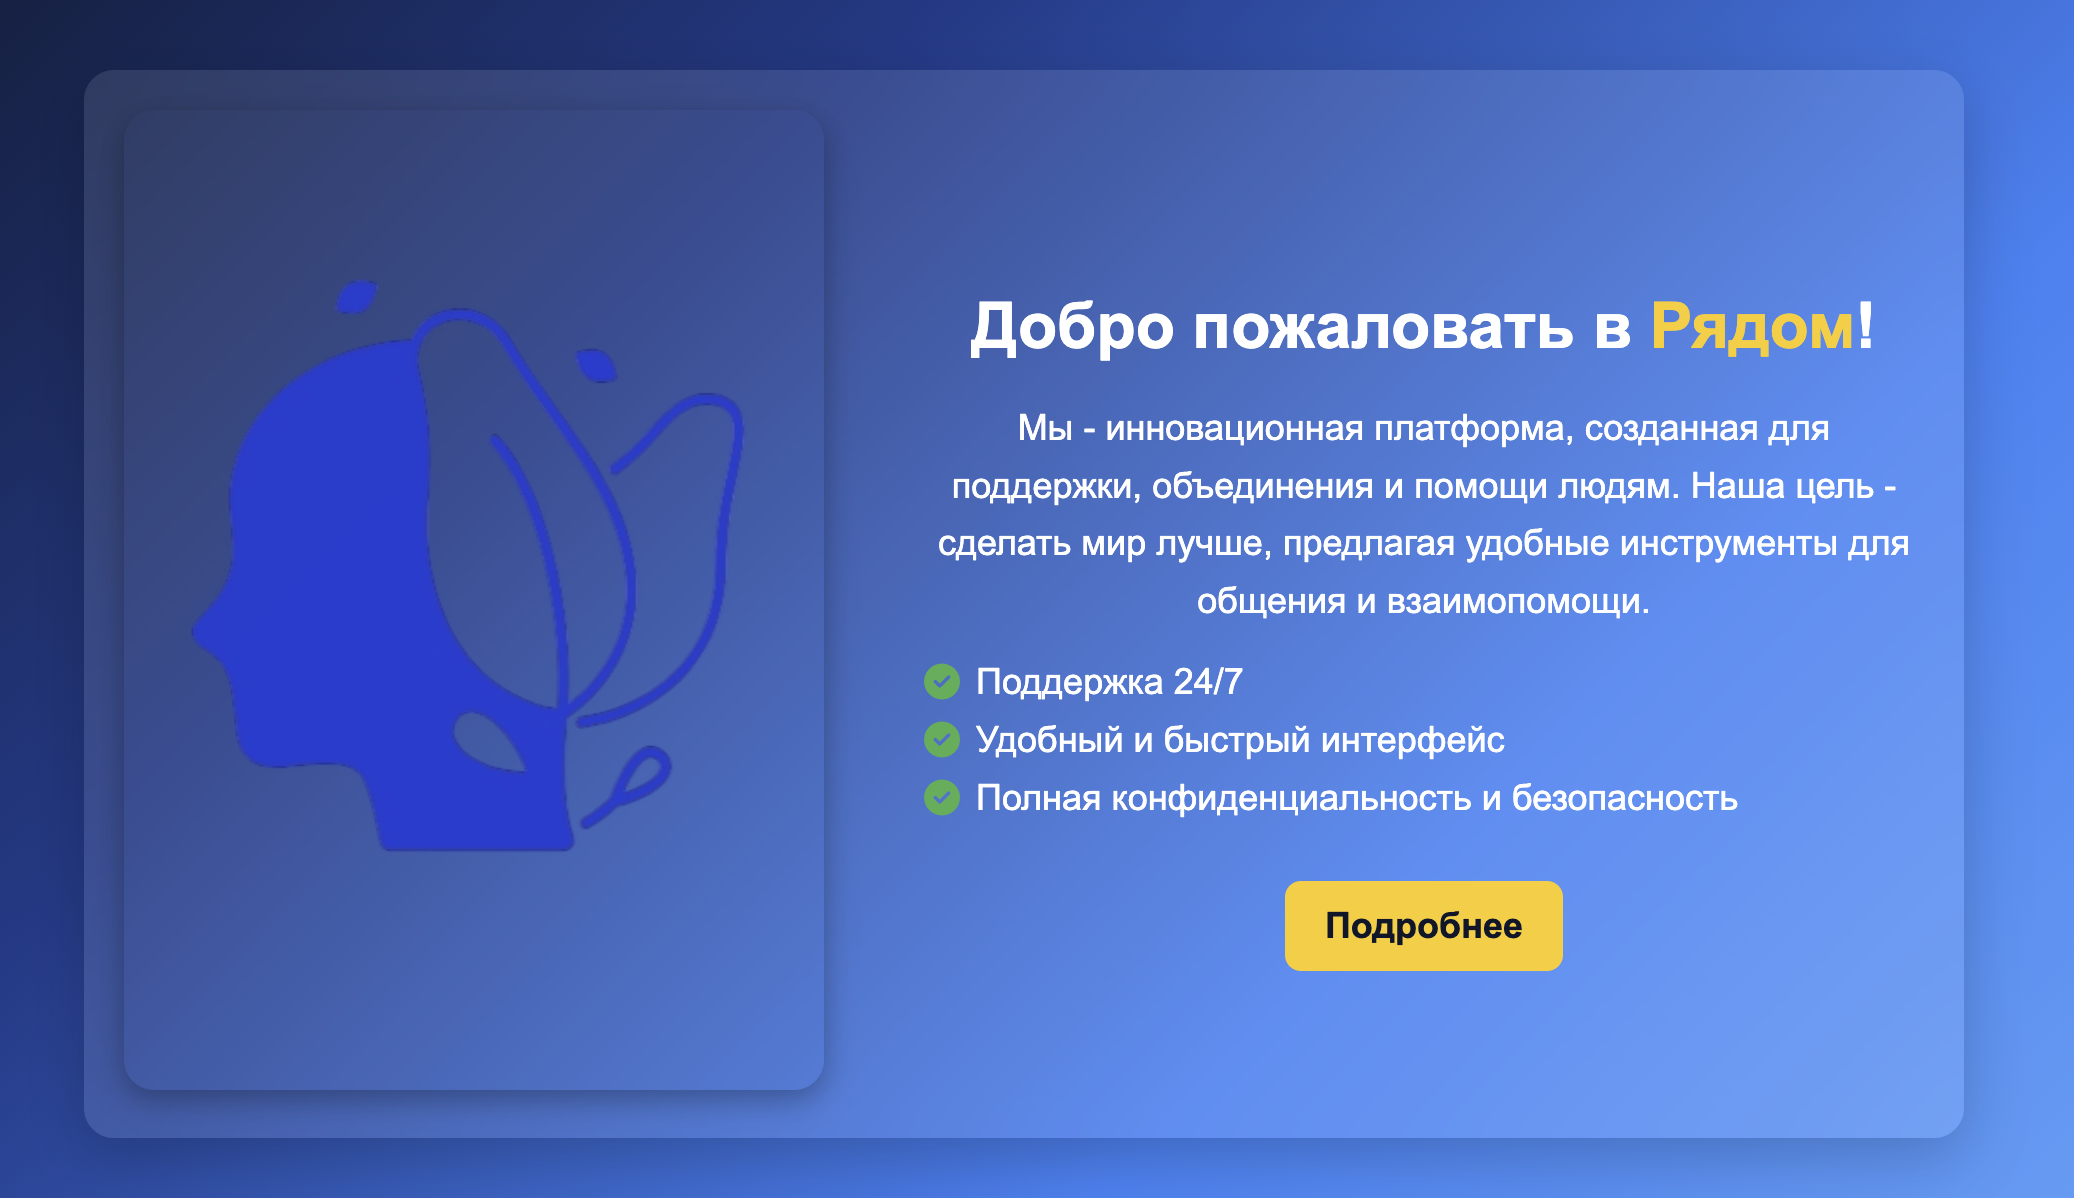 Добро пожаловать в Рядом!
Мы - инновационная платформа, созданная для
поддержки, объединения и помощи людям. Наша цель -
сделать мир лучше, предлагая удобные инструменты для
общения и взаимопомощи.
Поддержка 24/7
Удобный и быстрый интерфейс
Полная конфиденциальность и безопасность
Подробнее